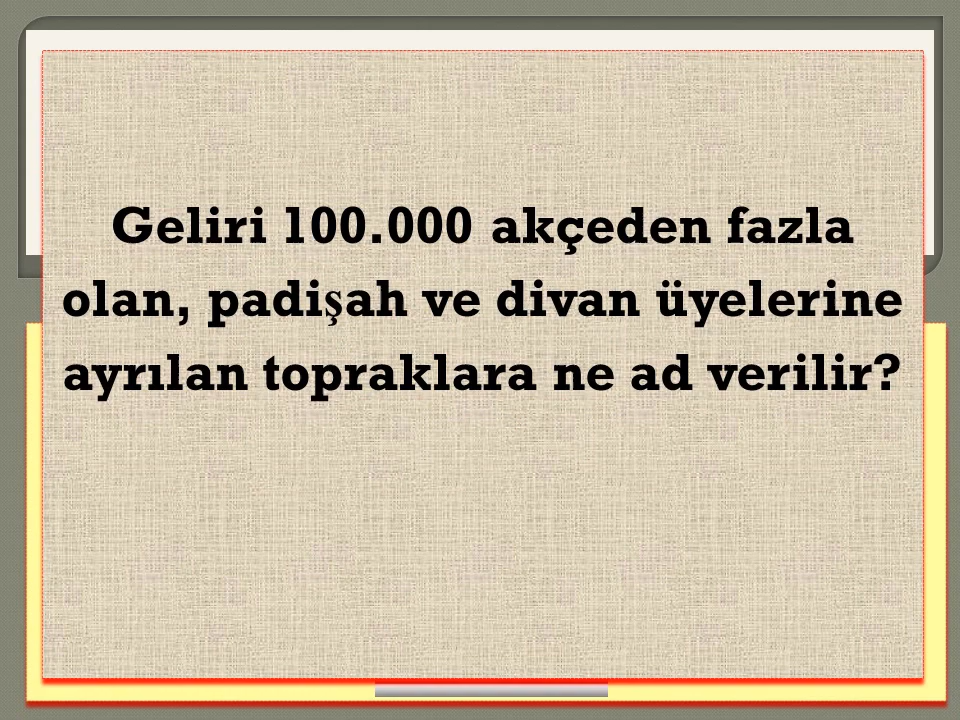 Geliri 100.000 akçeden fazla
olan, padişah ve divan üyelerine
ayrılan topraklara ne ad verilir?